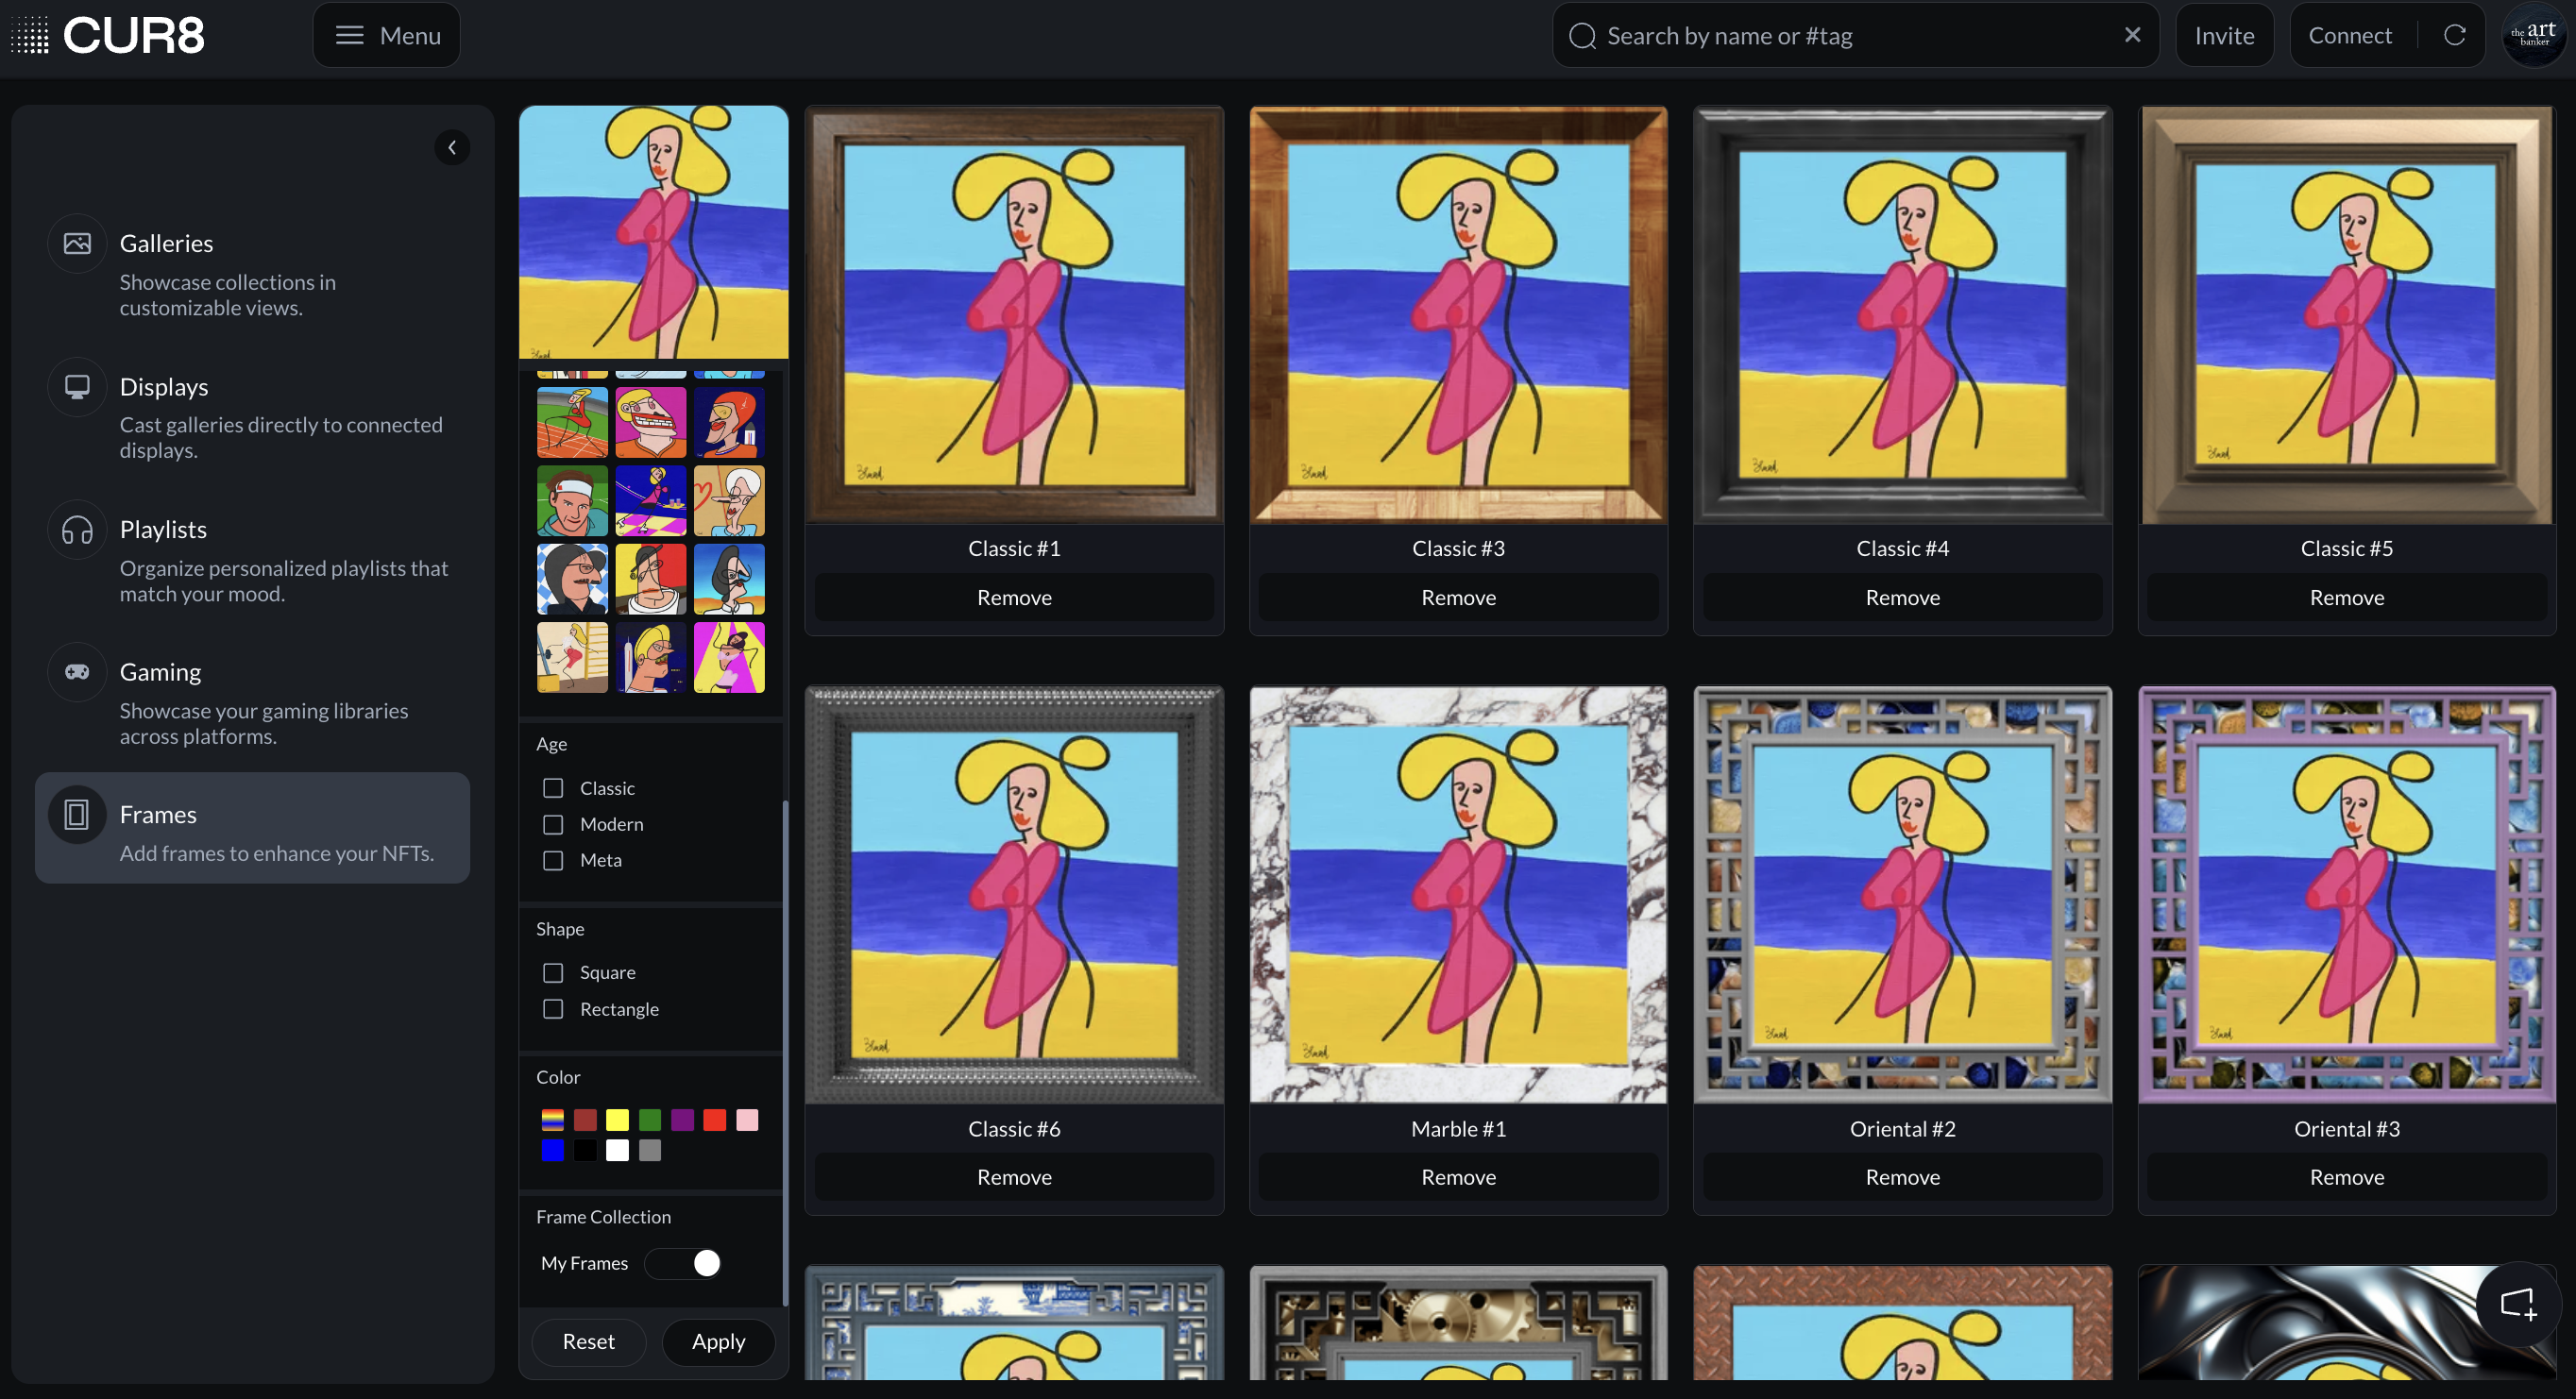 CUR8
Menu
Search by name or #tag
Invite
Connect
the art
banker
Galleries
Showcase collections in
customizable views.
Displays
Cast galleries directly to connected
displays.
Playlists
Organize personalized playlists that
match your mood.
Gaming
Showcase your gaming libraries
across platforms.
Frames
Add frames to enhance your NFTs.
Age
Classic
Modern
Meta
Shape
Square
Rectangle
Color
Frame Collection
My Frames
Reset
Apply
Classic #1
Remove
Classic #3
Remove
Classic #4
Remove
Classic #5
Remove
Classic #6
Remove
Marble #1
Remove
Oriental #2
Remove
Oriental #3
Remove